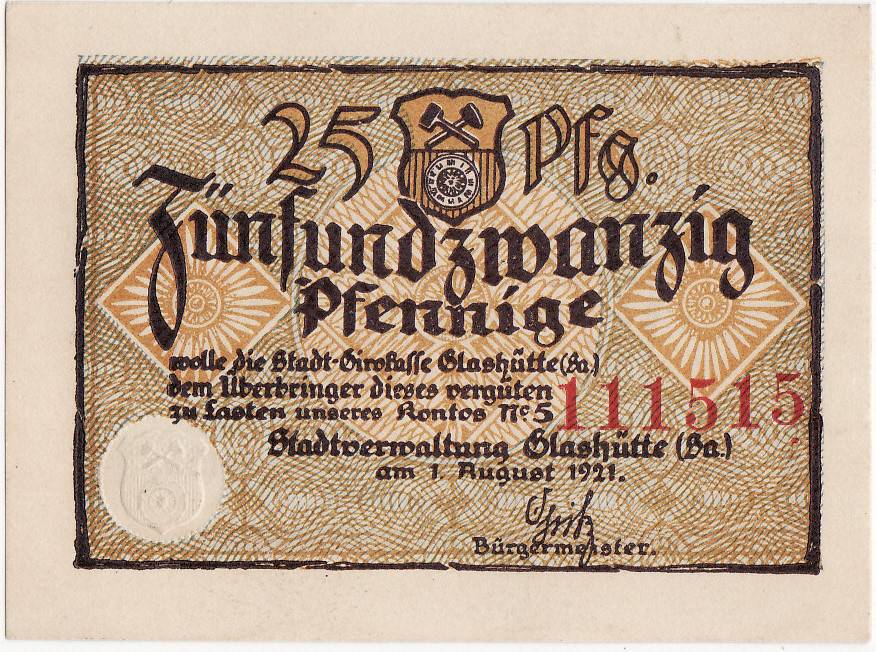 25 Pfg.
Fünfundzwanzig
Pfennige
wolle die Stadt-Girokasse Glashütte (Sa.)
dem Überbringer dieses vergüten
zu Lasten unseres Kontos No. 5
111515
Stadtverwaltung Glashütte (Sa.)
am 1. August 1921.
Bürgermeister.